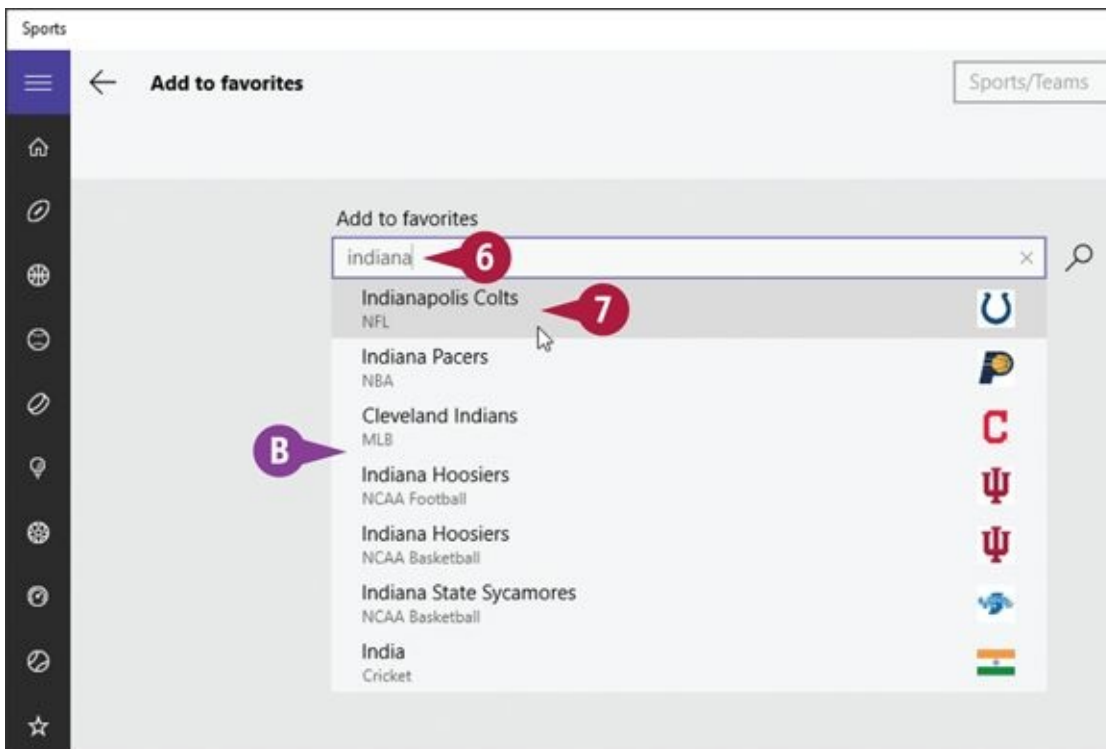 Sports
Add to favorites
Sports/Teams
Add to favorites
indiana
6
Indianapolis Colts
7
NFL
Indiana Pacers
NBA
Cleveland Indians
C
MLB
B
Indiana Hoosiers
NCAA Football
Indiana Hoosiers
NCAA Basketball
Indiana State Sycamores
NCAA Basketball
India
Cricket